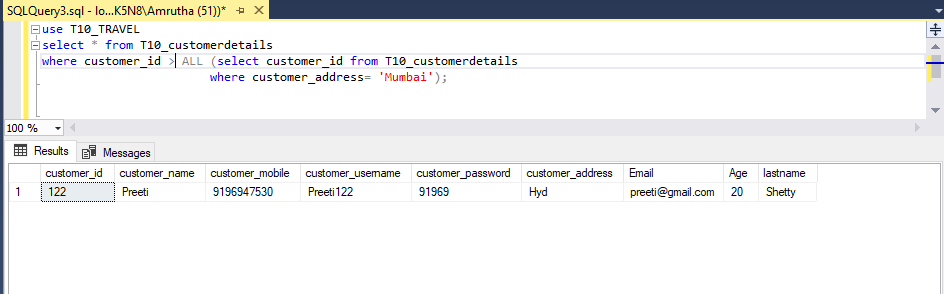 SQLQuery3.sql - lo...K5N8\Amrutha (51))*
use T10_TRAVEL
select * from T10_customerdetails
where customer_id > ALL (select customer_id from T10_customerdetails
where customer_address= 'Mumbai');
100 %
Results Messages
customer_id customer_name customer_mobile customer_username customer_password customer_address Email Age lastname
1 122 Preeti 9196947530 Preeti122 91969 Hyd preeti@gmail.com 20 Shetty